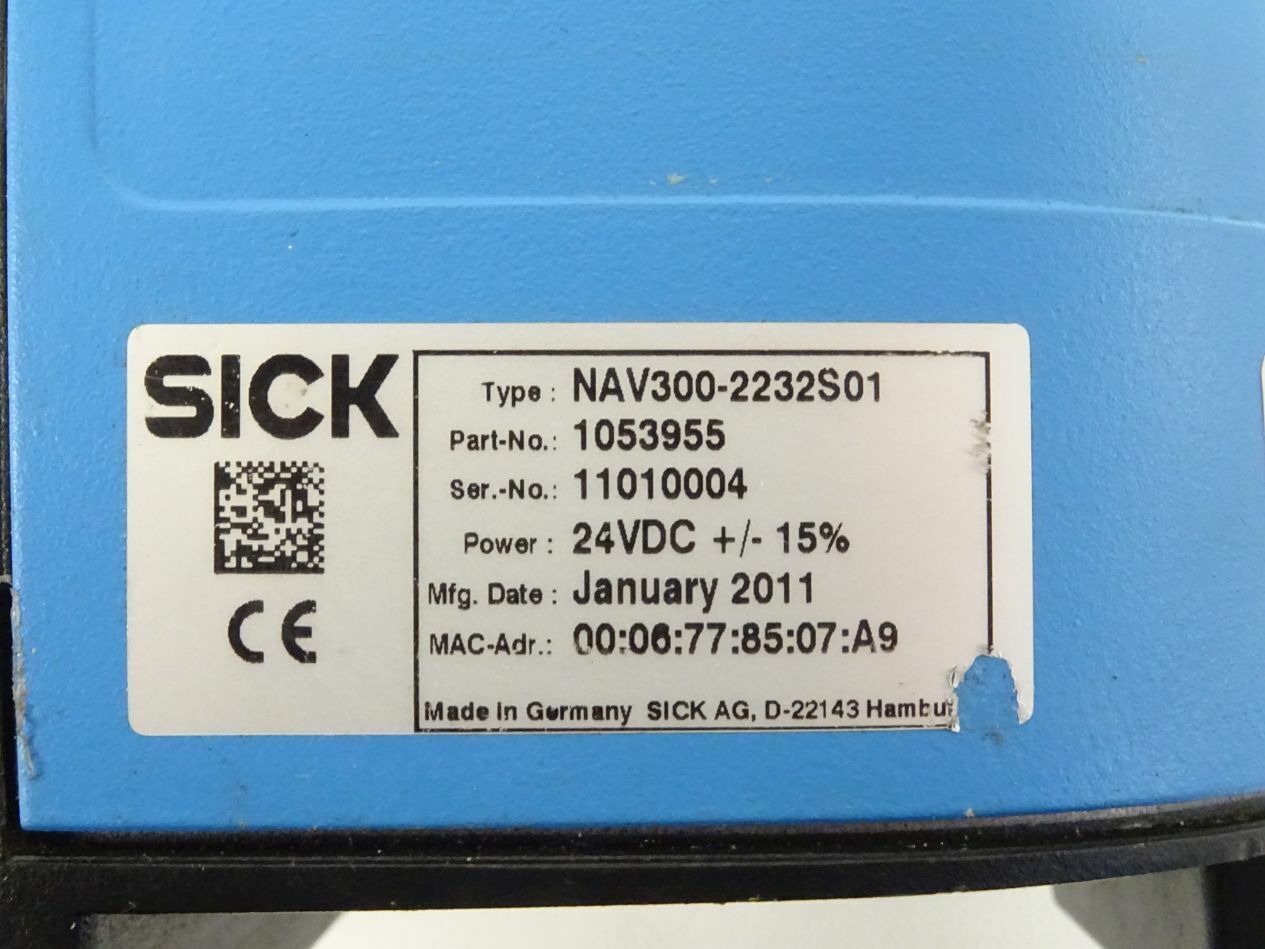 SICK
Type : NAV300-2232S01
Part-No.: 1053955
Ser.-No.: 11010004
Power : 24VDC +/- 15%
Mfg. Date : January 2011
MAC-Adr.: 00:06:77:85:07:A9
CE
Made in Germany SICK AG, D-22143